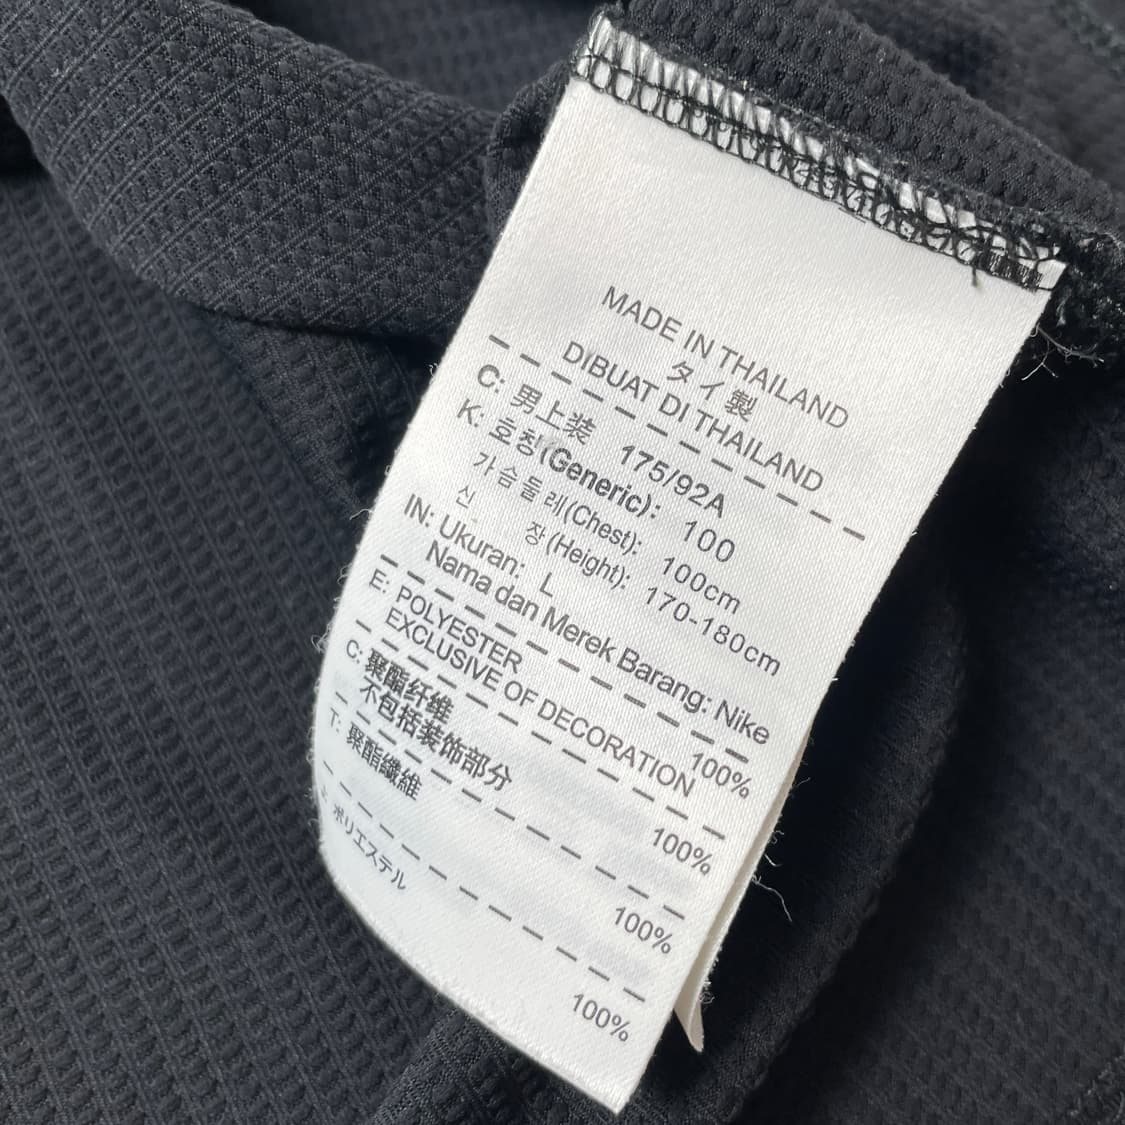 MADE IN THAILAND
タイ製
DIBUAT DI THAILAND
C: 男上装 175/92A
K: 호칭(Generic): 100
가슴둘레(Chest): 100cm
신 장(Height): 170-180cm
IN: Ukuran: L
Nama dan Merek Barang: Nike
E: POLYESTER 100%
EXCLUSIVE OF DECORATION
C: 聚酯纤维 100%
不包括装饰部分
T: 聚酯纖維 100%
J: ポリエステル 100%